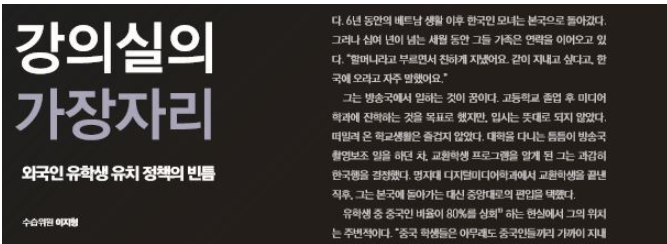 강의실의
가장자리
외국인 유학생 유치 정책의 빈틈
수습위원 이지형
다. 6년 동안의 베트남 생활 이후 한국인 모녀는 본국으로 돌아갔다.
그러나 십여 년이 넘는 세월 동안 그들 가족은 연락을 이어오고 있
다. “할머니라고 부르면서 친하게 지냈어요. 같이 지내고 싶다고, 한
국에 오라고 자주 말했어요.”
그는 방송국에서 일하는 것이 꿈이다. 고등학교 졸업 후 미디어
학과에 진학하는 것을 목표로 했지만, 입시는 뜻대로 되지 않았다.
떠밀려 온 학교생활은 즐겁지 않았다. 대학을 다니는 틈틈이 방송국
촬영보조 일을 하던 차, 교환학생 프로그램을 알게 된 그는 과감히
한국행을 결정했다. 명지대 디지털미디어학과에서 교환학생을 끝낸
직후, 그는 본국에 돌아가는 대신 중앙대로의 편입을 택했다.
유학생 중 중국인 비율이 80%를 상회 하는 현실에서 그의 위치
는 주변적이다. “중국 학생들은 아무래도 중국인들끼리 가까이 지내